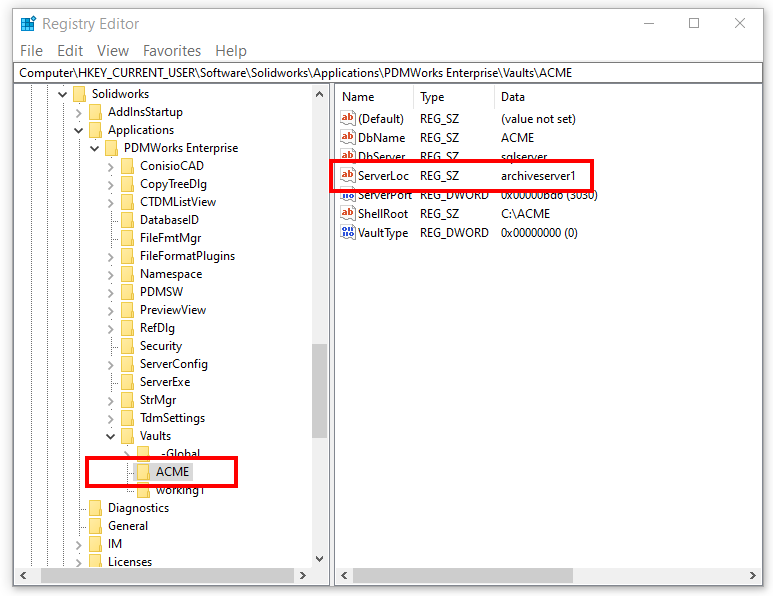 Registry Editor
File Edit View Favorites Help
Computer\HKEY_CURRENT_USER\Software\Solidworks\Applications\PDMWorks Enterprise\Vaults\ACME
Solidworks
AddInsStartup
Applications
PDMWorks Enterprise
ConisioCAD
CopyTreeDlg
CTDMListView
DatabaseID
FileFmtMgr
FileFormatPlugins
Namespace
PDMSW
PreviewView
RefDlg
Security
ServerConfig
ServerExe
StrMgr
TdmSettings
Vaults
_-Global
ACME
working1
Diagnostics
General
IM
Licenses
Name Type Data
(Default) REG_SZ (value not set)
DbName REG_SZ ACME
DbServer REG_SZ sqlserver
ServerLoc REG_SZ archiveserver1
ServerPort REG_DWORD 0x00000bd6 (3030)
ShellRoot REG_SZ C:\ACME
VaultType REG_DWORD 0x00000000 (0)